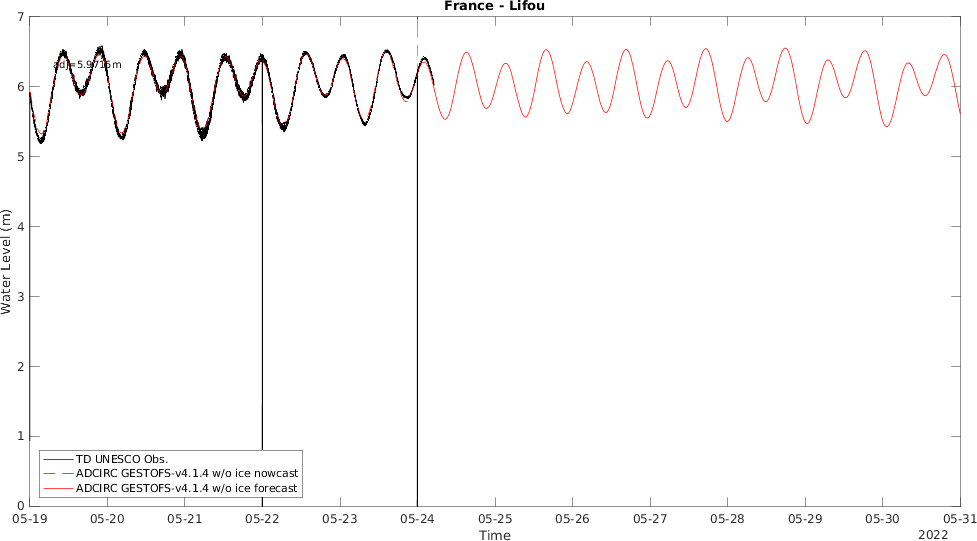 France - Lifou
7
6
5
4
3
2
1
0
Water Level (m)
adj=5.9715m
TD UNESCO Obs.
ADCIRC GESTOFS-v4.1.4 w/o ice nowcast
ADCIRC GESTOFS-v4.1.4 w/o ice forecast
05-19 05-20 05-21 05-22 05-23 05-24 05-25 05-26 05-27 05-28 05-29 05-30 05-31
Time
2022